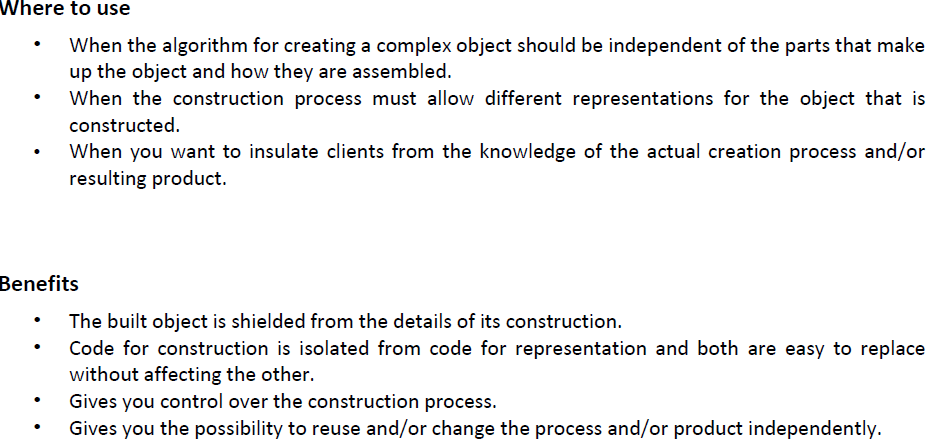 Where to use
• When the algorithm for creating a complex object should be independent of the parts that make
up the object and how they are assembled.
• When the construction process must allow different representations for the object that is
constructed.
• When you want to insulate clients from the knowledge of the actual creation process and/or
resulting product.
Benefits
• The built object is shielded from the details of its construction.
• Code for construction is isolated from code for representation and both are easy to replace
without affecting the other.
• Gives you control over the construction process.
• Gives you the possibility to reuse and/or change the process and/or product independently.